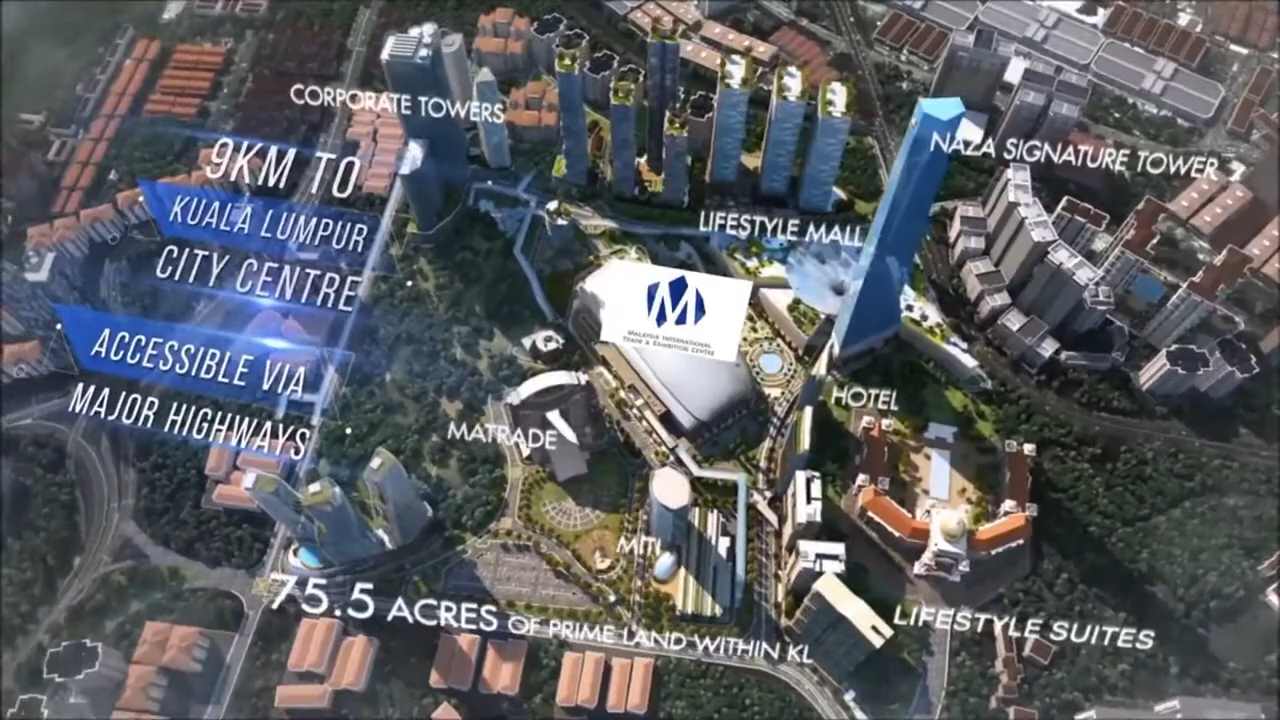 CORPORATE TOWERS
9KM TO
KUALA LUMPUR
CITY CENTRE
ACCESSIBLE VIA
MAJOR HIGHWAYS
NAZA SIGNATURE TOWER
LIFESTYLE MALL
M
MALAYSIA INTERNATIONAL
TRADE & EXHIBITION CENTRE
HOTEL
MATRADE
MITI
75.5 ACRES OF PRIME LAND WITHIN KL
LIFESTYLE SUITES